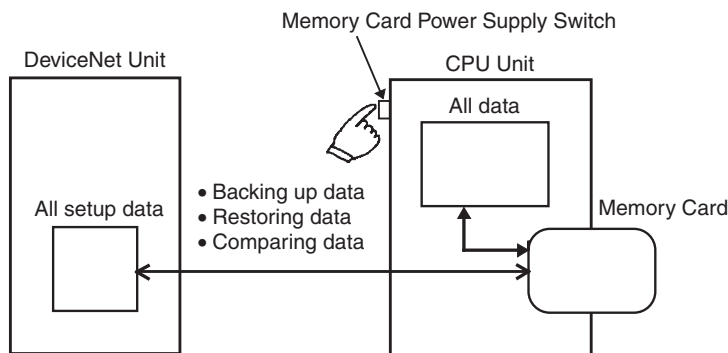 Memory Card Power Supply Switch
DeviceNet Unit
CPU Unit
All data
• Backing up data
• Restoring data
• Comparing data
All setup data
Memory Card